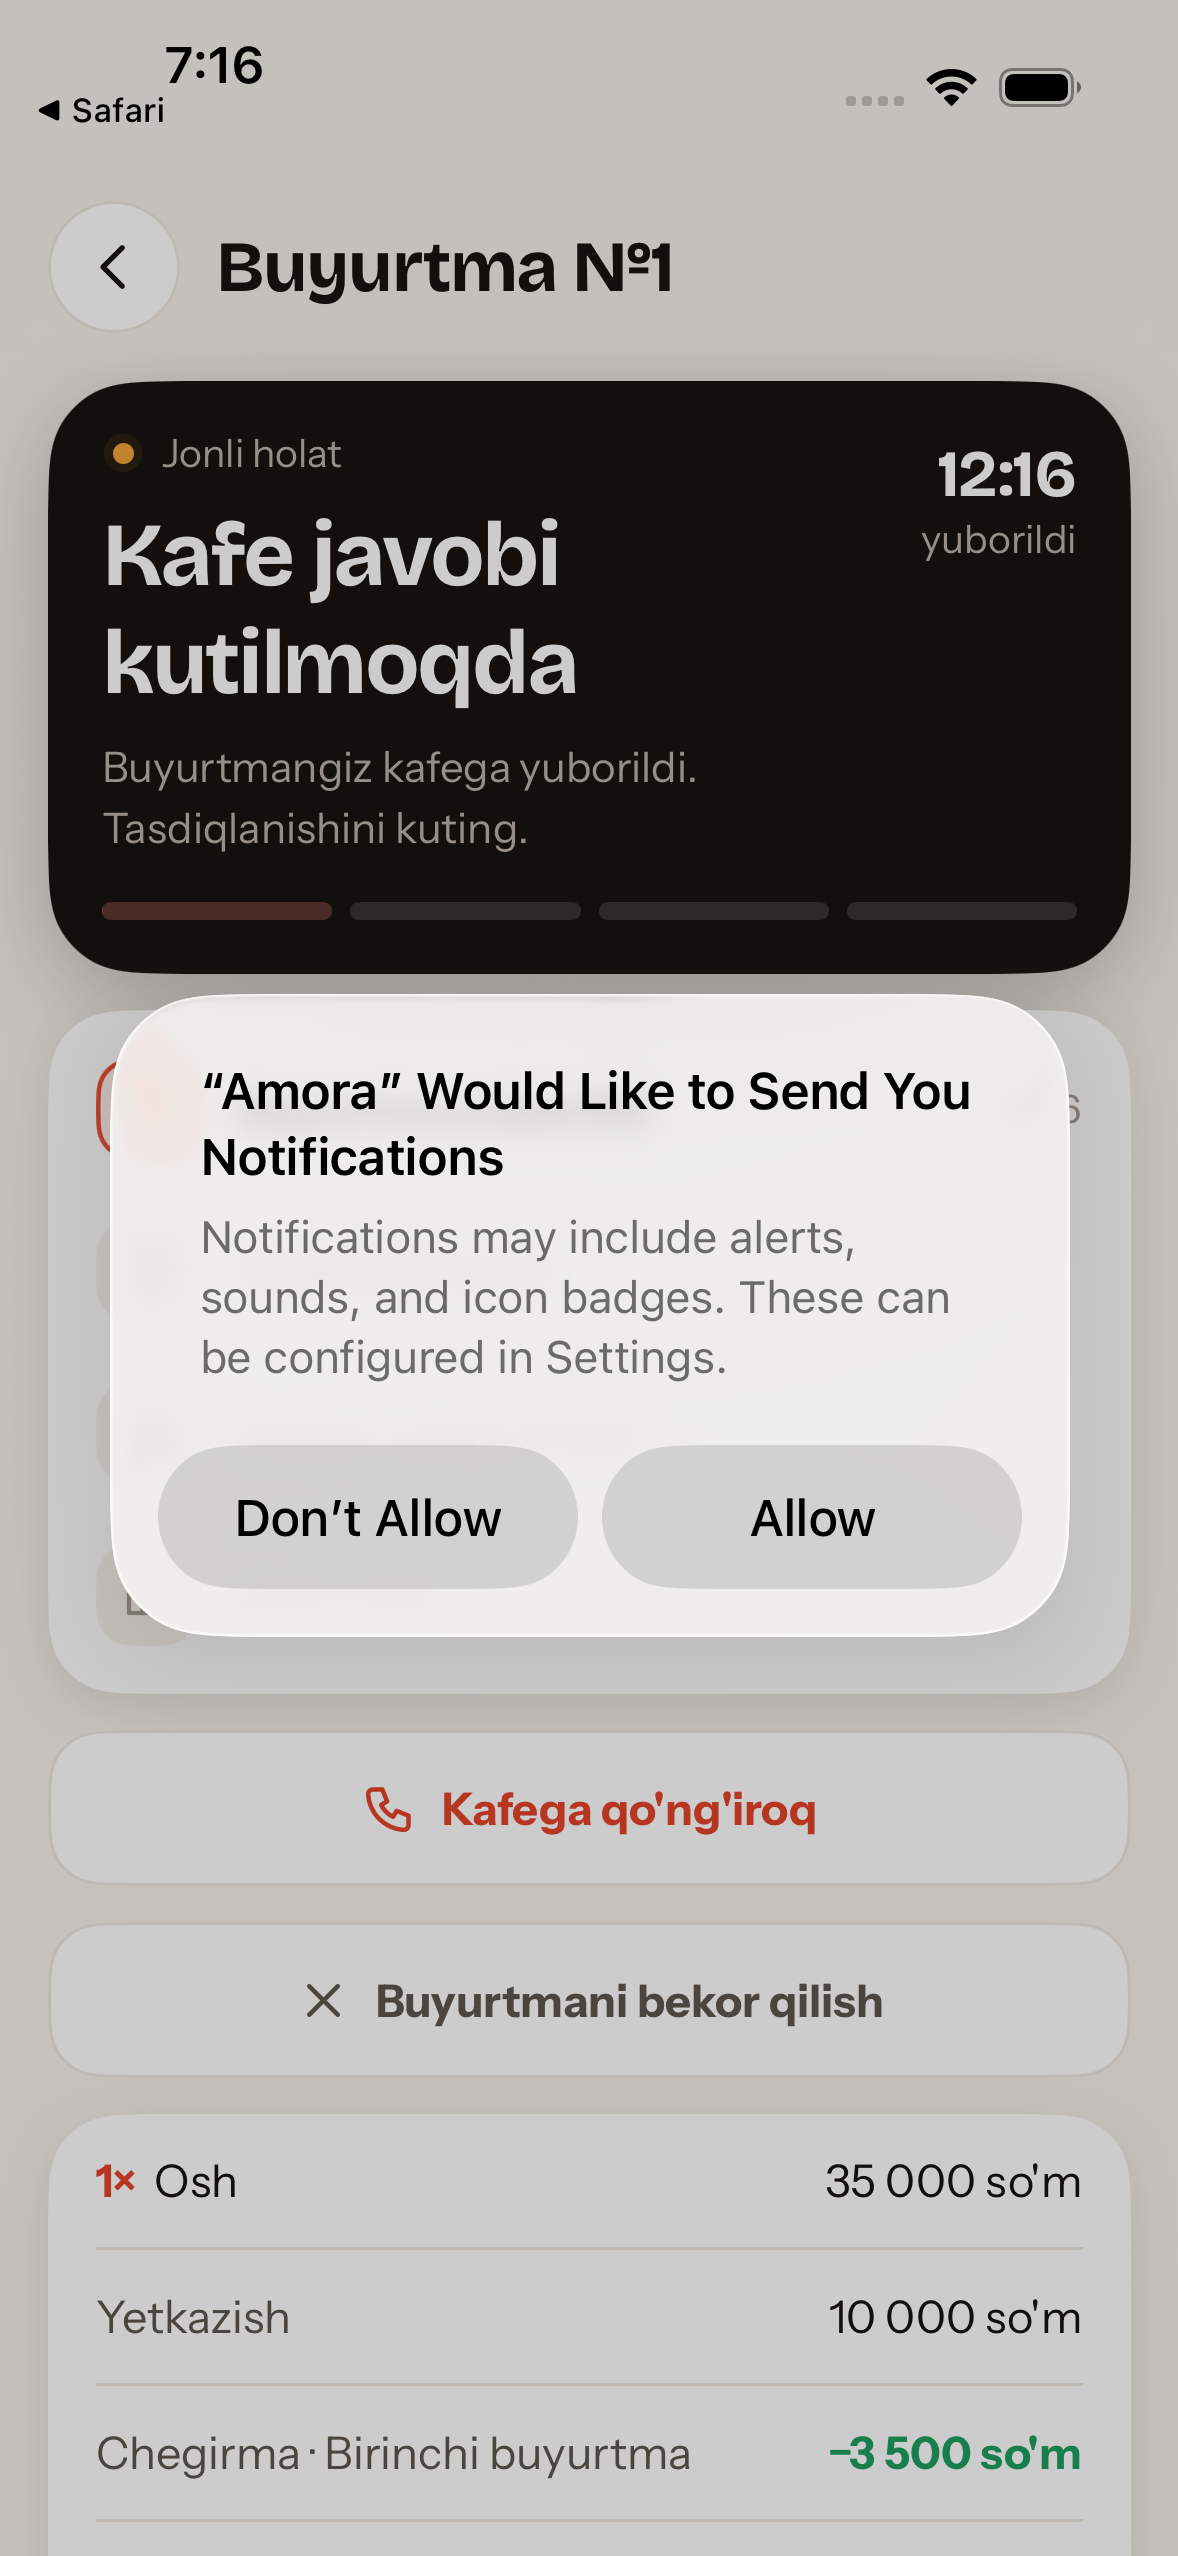 7:16
Safari
Buyurtma №1
Jonli holat
12:16
yuborildi
Kafe javobi
kutilmoqda
Buyurtmangiz kafega yuborildi.
Tasdiqlanishini kuting.
“Amora” Would Like to Send You
Notifications
Notifications may include alerts,
sounds, and icon badges. These can
be configured in Settings.
Don’t Allow
Allow
Kafega qo'ng'iroq
Buyurtmani bekor qilish
1× Osh
35 000 so'm
Yetkazish
10 000 so'm
Chegirma · Birinchi buyurtma
−3 500 so'm